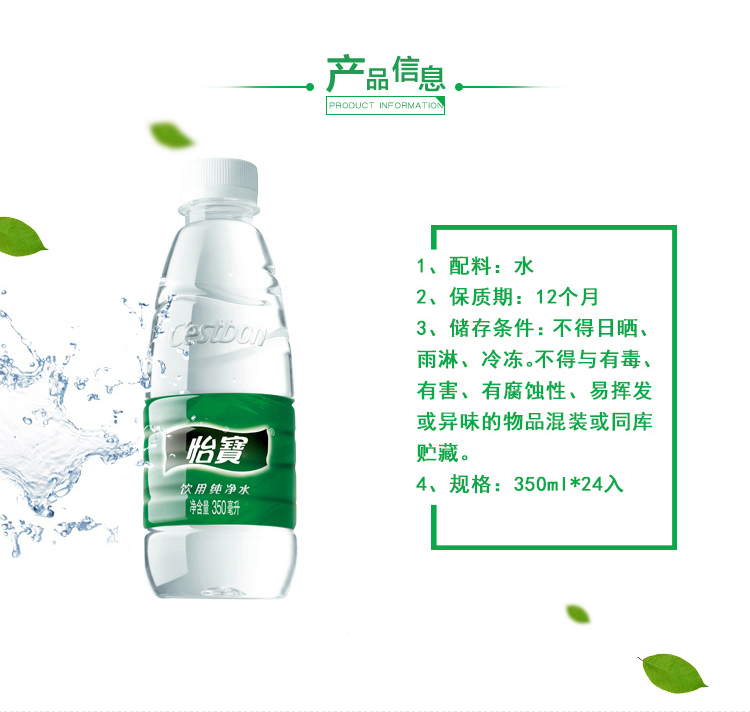 产品信息
PRODUCT INFORMATION
1、配料：水
2、保质期：12个月
3、储存条件：不得日晒、
雨淋、冷冻。不得与有毒、
有害、有腐蚀性、易挥发
或异味的物品混装或同库
贮藏。
4、规格：350ml*24入
Cestbon
怡寶
®
饮用纯净水
净含量 350毫升